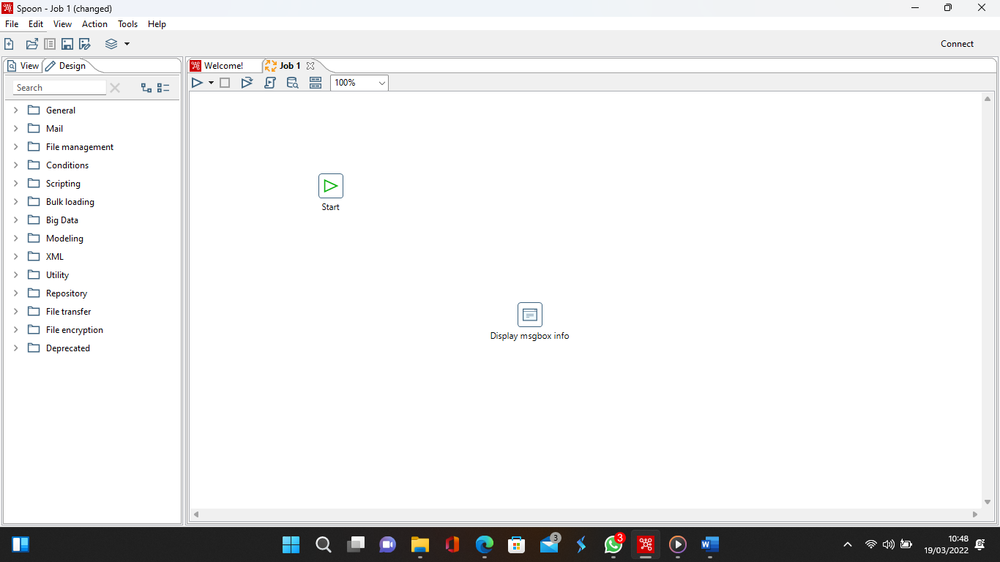 Spoon - Job 1 (changed)
File Edit View Action Tools Help
Connect
View Design
Welcome! Job 1
Search
100%
General
Mail
File management
Conditions
Scripting
Bulk loading
Big Data
Modeling
XML
Utility
Repository
File transfer
File encryption
Deprecated
Start
Display msgbox info
3
3
10:48
19/03/2022